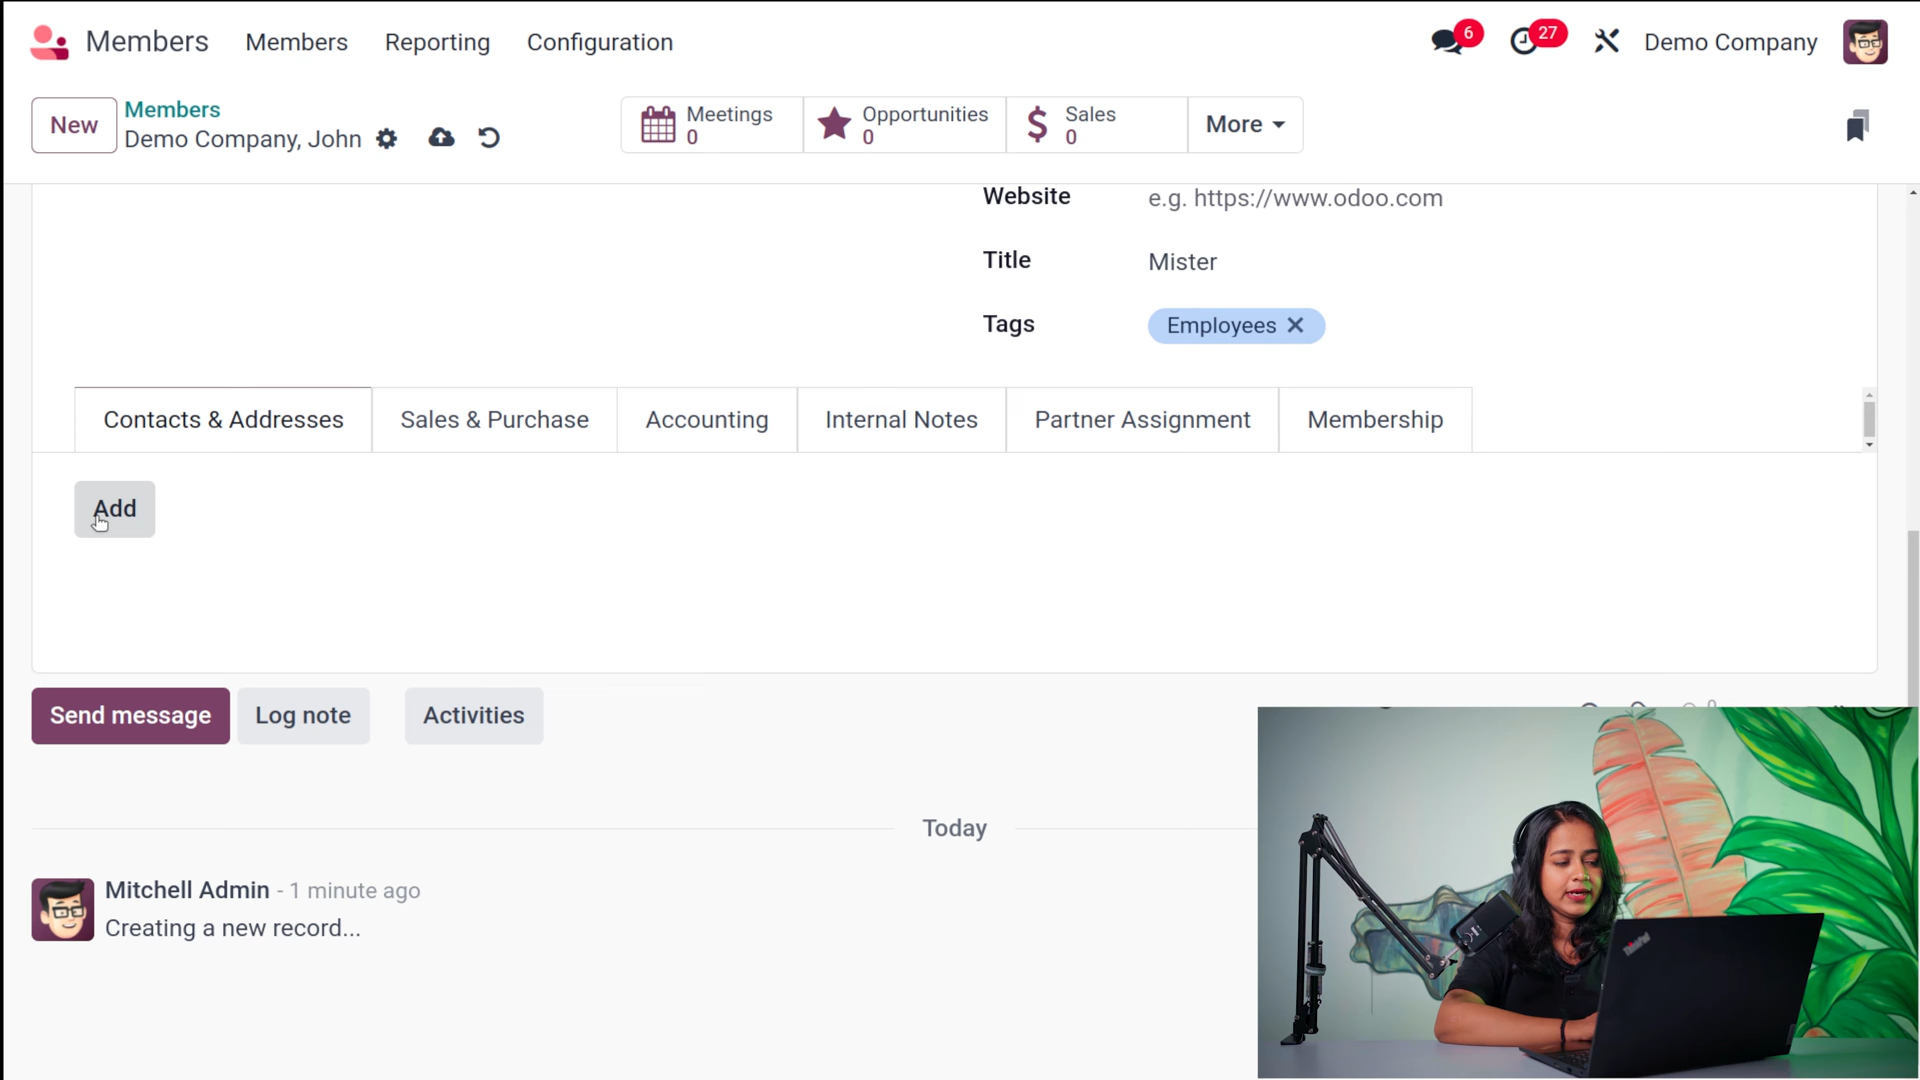 Members Members Reporting Configuration 6 27 Demo Company
New Members Meetings Opportunities Sales More
Demo Company, John 0 0 0
Website e.g. https://www.odoo.com
Title Mister
Tags Employees
Contacts & Addresses Sales & Purchase Accounting Internal Notes Partner Assignment Membership
Add
Send message Log note Activities
Today
Mitchell Admin - 1 minute ago
Creating a new record...
ThinkPad